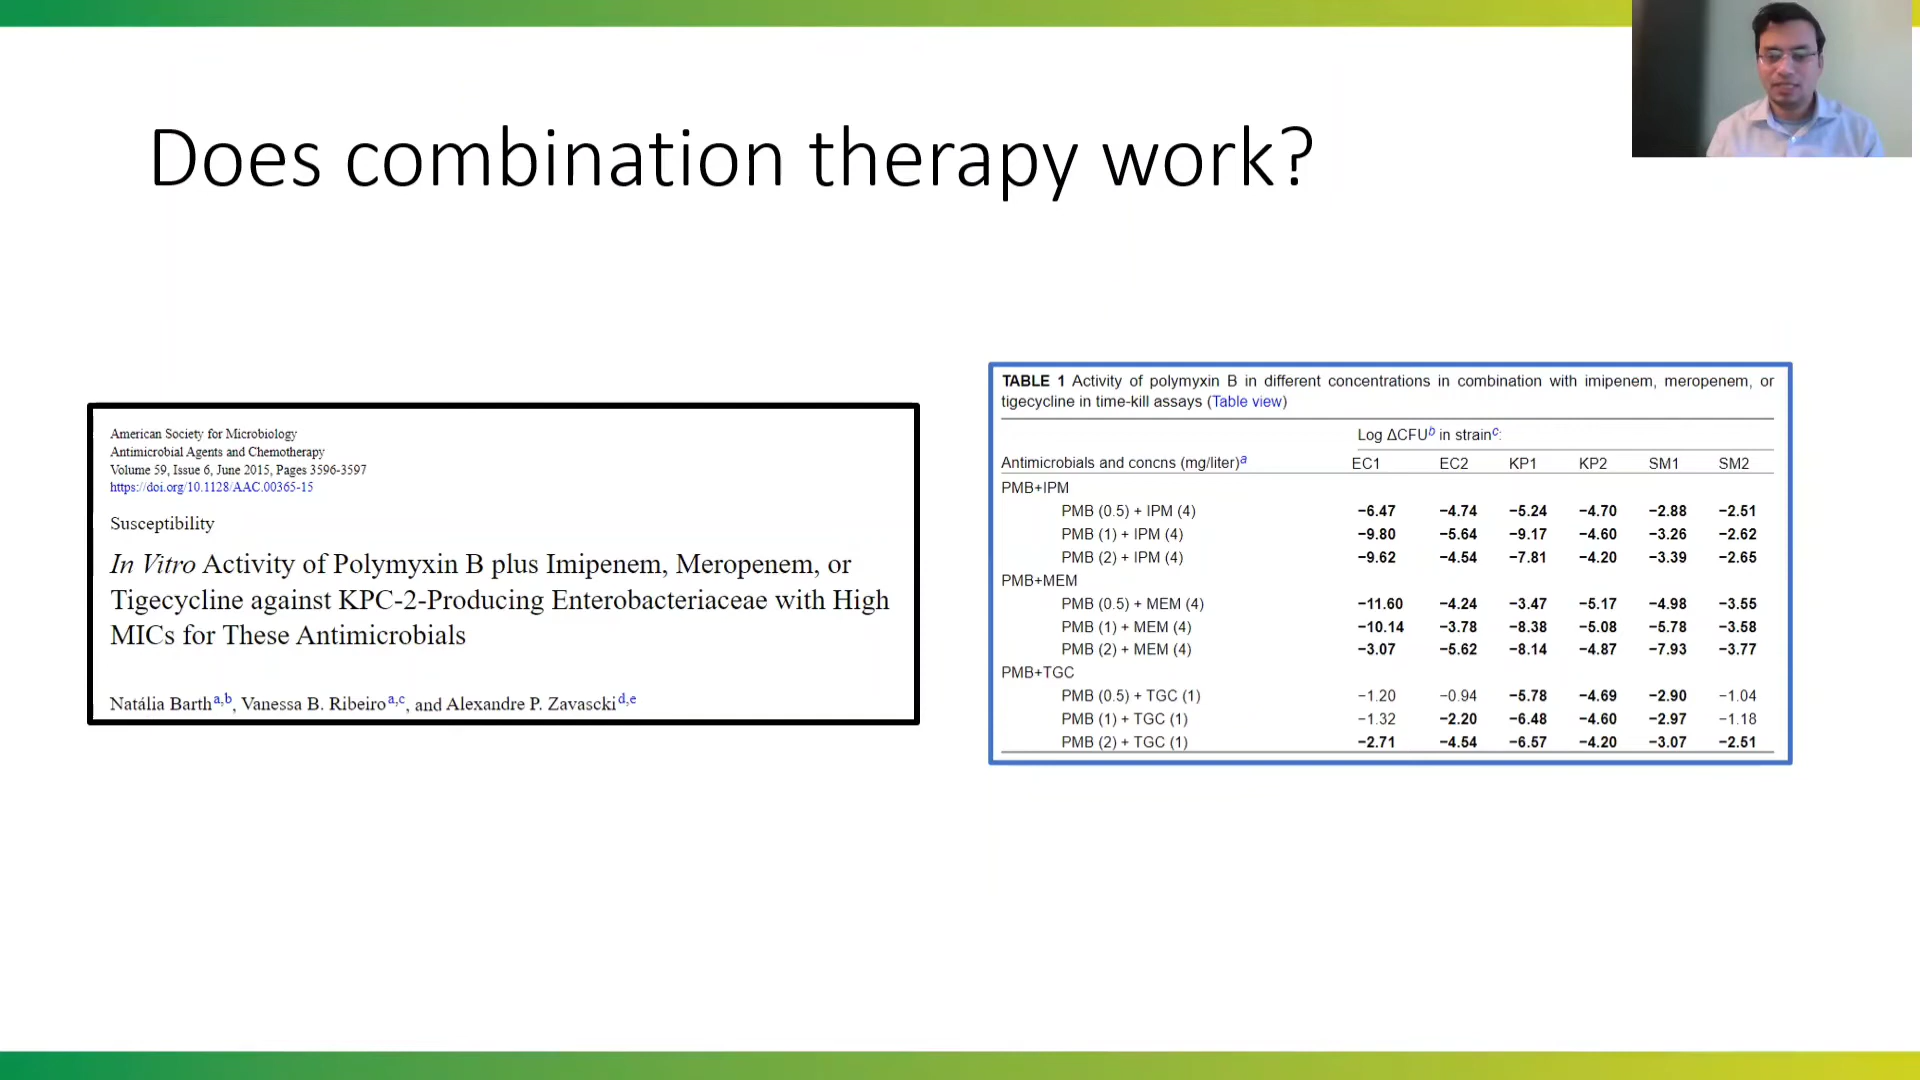 Does combination therapy work?
American Society for Microbiology
Antimicrobial Agents and Chemotherapy
Volume 59, Issue 6, June 2015, Pages 3596-3597
https://doi.org/10.1128/AAC.00365-15
Susceptibility
In Vitro Activity of Polymyxin B plus Imipenem, Meropenem, or
Tigecycline against KPC-2-Producing Enterobacteriaceae with High
MICs for These Antimicrobials
Natália Barth a,b, Vanessa B. Ribeiro a,c, and Alexandre P. Zavascki d,e
TABLE 1 Activity of polymyxin B in different concentrations in combination with imipenem, meropenem, or
tigecycline in time-kill assays (Table view)
Log ΔCFU b in strain c:
Antimicrobials and concns (mg/liter) a EC1 EC2 KP1 KP2 SM1 SM2
PMB+IPM
PMB (0.5) + IPM (4) −6.47 −4.74 −5.24 −4.70 −2.88 −2.51
PMB (1) + IPM (4) −9.80 −5.64 −9.17 −4.60 −3.26 −2.62
PMB (2) + IPM (4) −9.62 −4.54 −7.81 −4.20 −3.39 −2.65
PMB+MEM
PMB (0.5) + MEM (4) −11.60 −4.24 −3.47 −5.17 −4.98 −3.55
PMB (1) + MEM (4) −10.14 −3.78 −8.38 −5.08 −5.78 −3.58
PMB (2) + MEM (4) −3.07 −5.62 −8.14 −4.87 −7.93 −3.77
PMB+TGC
PMB (0.5) + TGC (1) −1.20 −0.94 −5.78 −4.69 −2.90 −1.04
PMB (1) + TGC (1) −1.32 −2.20 −6.48 −4.60 −2.97 −1.18
PMB (2) + TGC (1) −2.71 −4.54 −6.57 −4.20 −3.07 −2.51